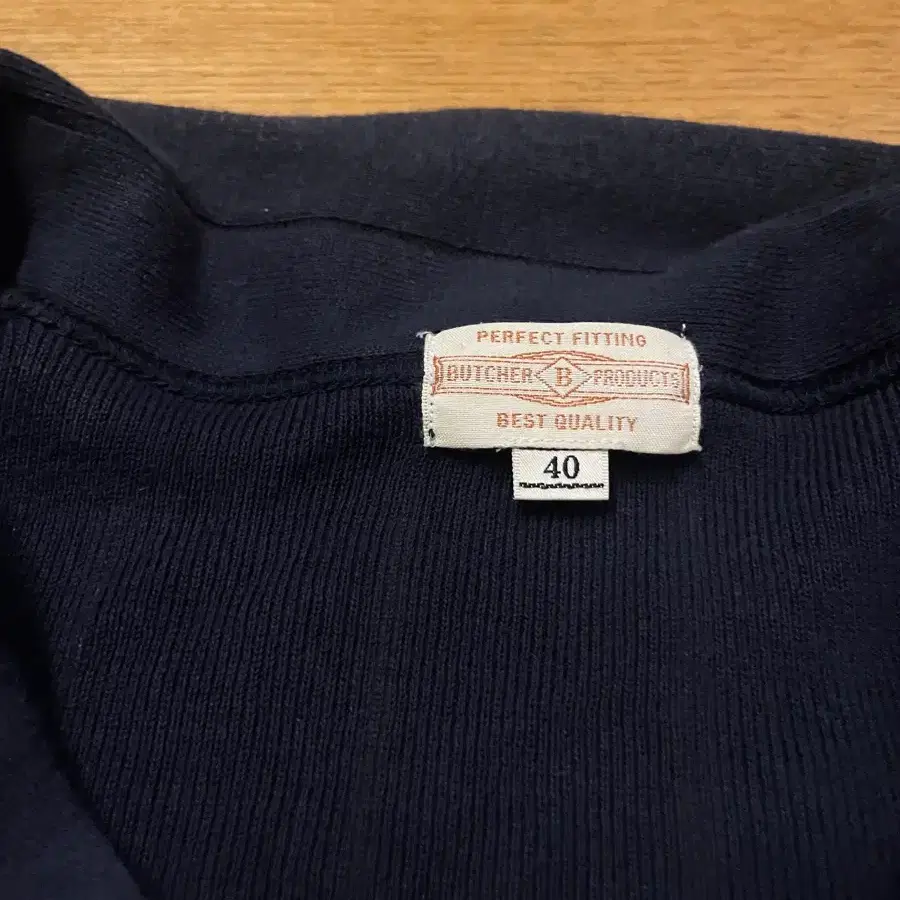 PERFECT FITTING
BUTCHER B PRODUCTS
BEST QUALITY
40